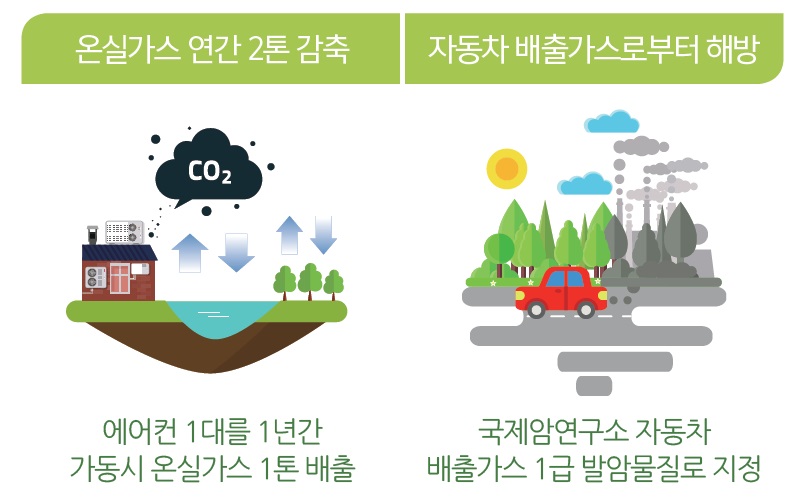 온실가스 연간 2톤 감축
자동차 배출가스로부터 해방
CO₂
에어컨 1대를 1년간
가동시 온실가스 1톤 배출
국제암연구소 자동차
배출가스 1급 발암물질로 지정